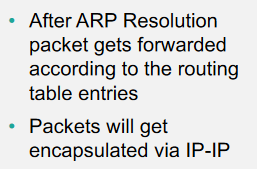 • After ARP Resolution
packet gets forwarded
according to the routing
table entries
• Packets will get
encapsulated via IP-IP